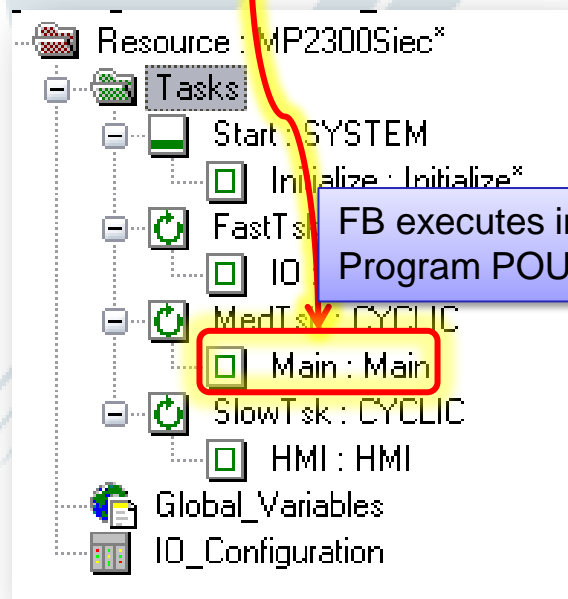 Resource : MP2300Siec*
Tasks
Start : SYSTEM
Initialize : Initialize*
FastTsk
IO :
FB executes in
Program POU
MedTsk : CYCLIC
Main : Main
SlowTsk : CYCLIC
HMI : HMI
Global_Variables
IO_Configuration